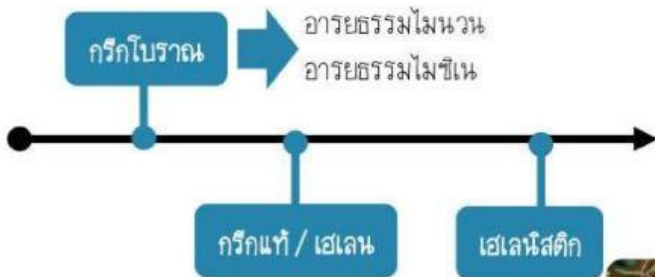 กรีกโบราณ
อารยธรรมไมนวน
อารยธรรมไมซิเน
กรีกแท้ / เฮเลน
เฮเลนิสติก